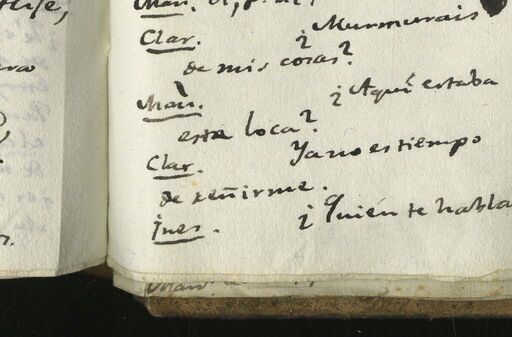 Clar. ¿Murmurais
de mis cosas?
Man. ¿Aquí estaba
esta loca?
Clar. Ya no es tiempo
de reñirme.
Ines. ¿Quién te habla